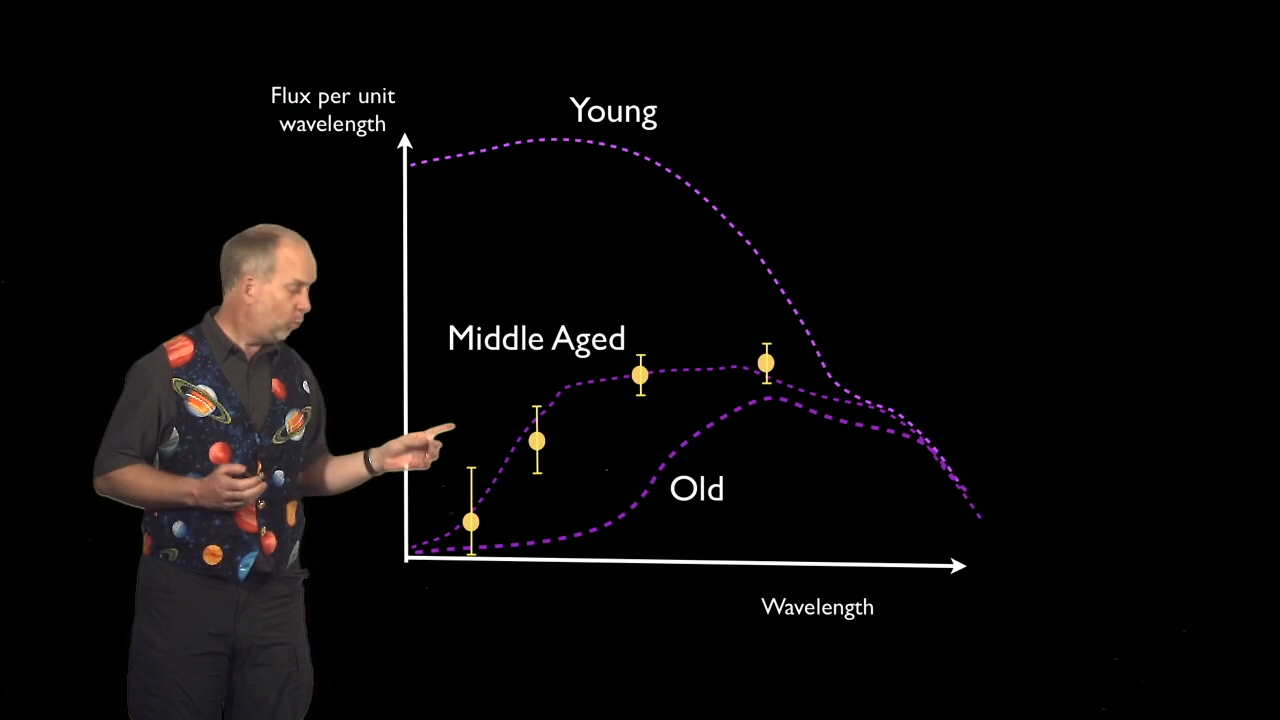 Flux per unit
wavelength
Young
Middle Aged
Old
Wavelength